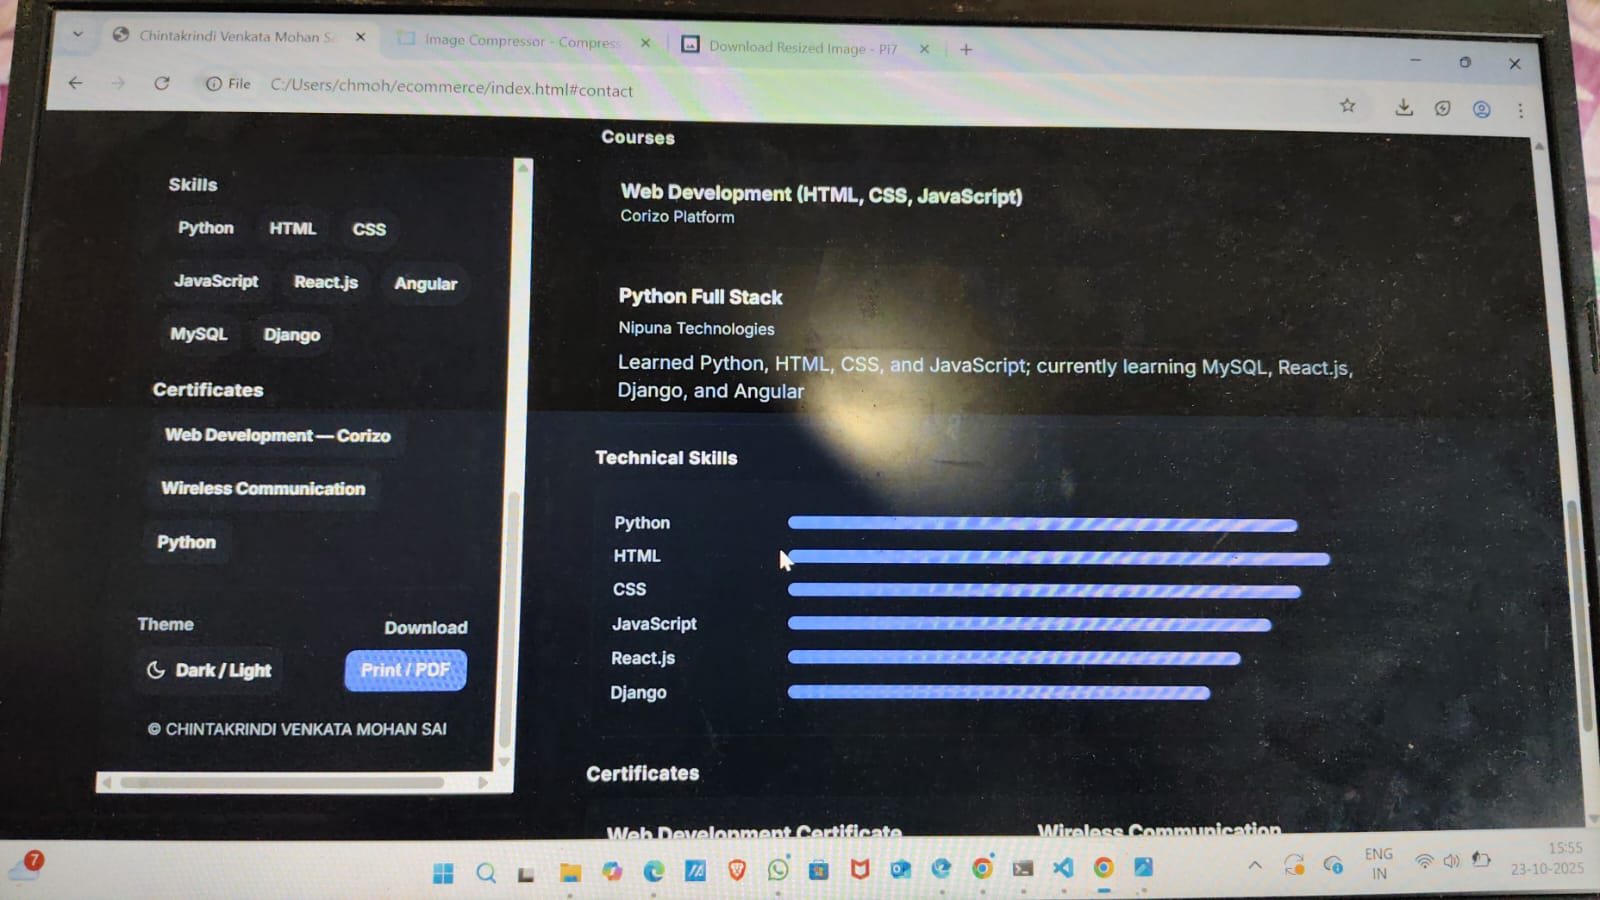 Chintakrindi Venkata Mohan S
Image Compressor - Compress
Download Resized Image - Pi7
File
C:/Users/chmoh/ecommerce/index.html#contact
Skills
Python HTML CSS
JavaScript React.js Angular
MySQL Django
Certificates
Web Development — Corizo
Wireless Communication
Python
Theme
Download
Dark / Light
Print / PDF
© CHINTAKRINDI VENKATA MOHAN SAI
Courses
Web Development (HTML, CSS, JavaScript)
Corizo Platform
Python Full Stack
Nipuna Technologies
Learned Python, HTML, CSS, and JavaScript; currently learning MySQL, React.js,
Django, and Angular
Technical Skills
Python
HTML
CSS
JavaScript
React.js
Django
Certificates
Web Development Certificate
Wireless Communication
7
ENG
IN
15:55
23-10-2025